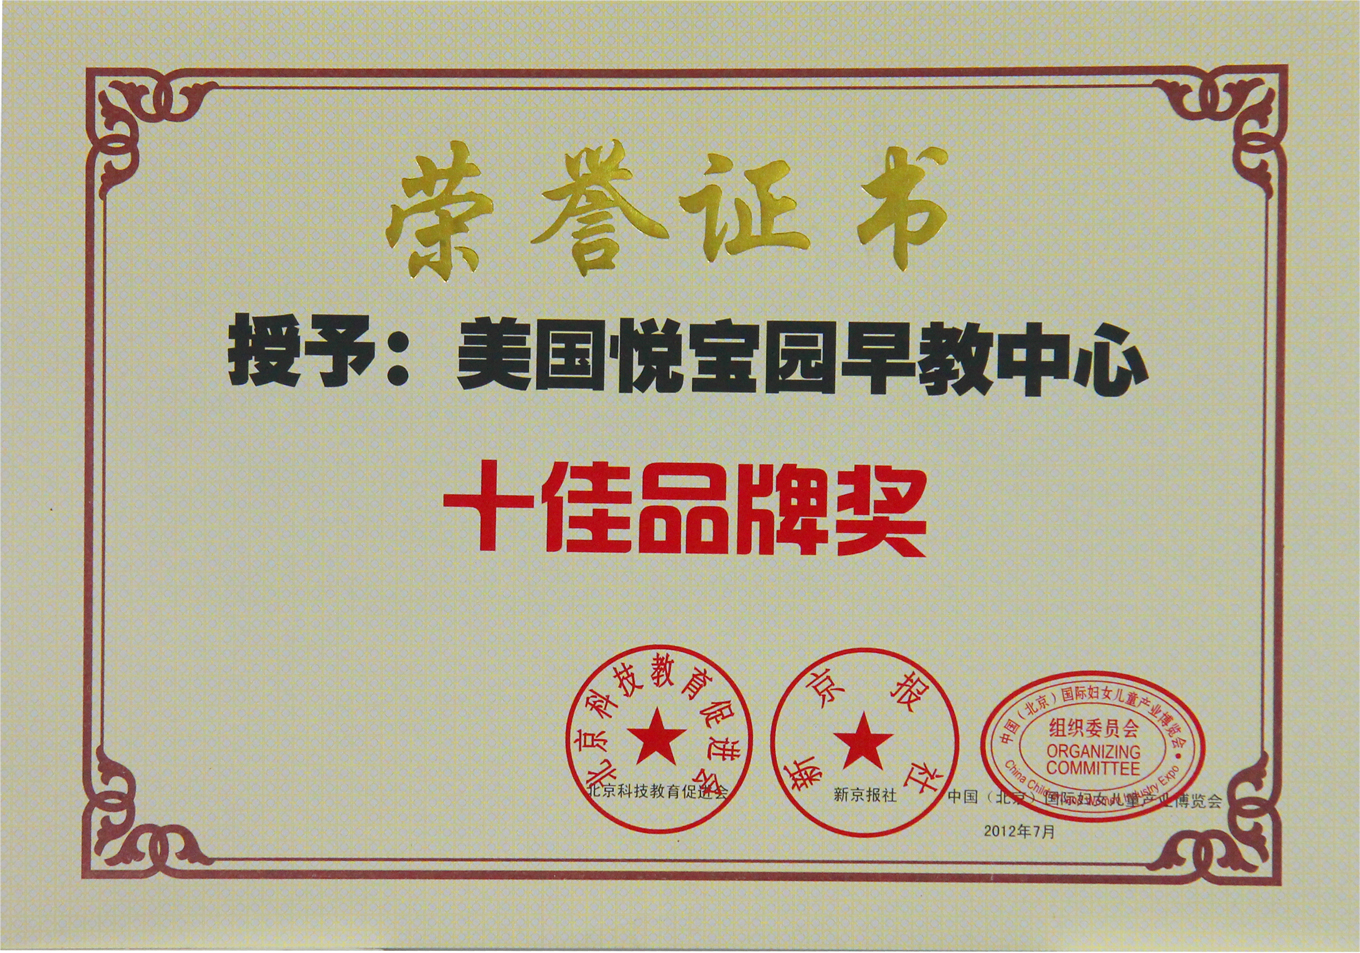 荣誉证书
授予：美国悦宝园早教中心
十佳品牌奖
北京科技教育促进会
新京报社
中国（北京）国际妇女儿童产业博览会
组织委员会
ORGANIZING
COMMITTEE
北京科技教育促进会
新京报社
中国（北京）国际妇女儿童产业博览会
2012年7月